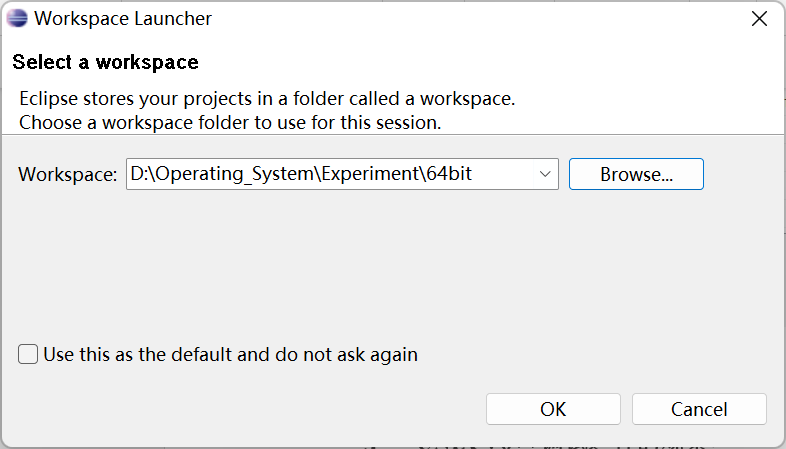 Workspace Launcher
Select a workspace
Eclipse stores your projects in a folder called a workspace.
Choose a workspace folder to use for this session.
Workspace: D:\Operating_System\Experiment\64bit Browse...
Use this as the default and do not ask again
OK Cancel